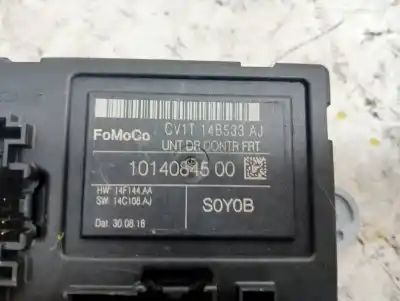 FoMoCo CV1T 14B533 AJ
UNT DR CONTR FRT
10140845 00
HW: 14F144.AA
SW: 14C108.AJ
S0Y0B
Dat: 30.08.18